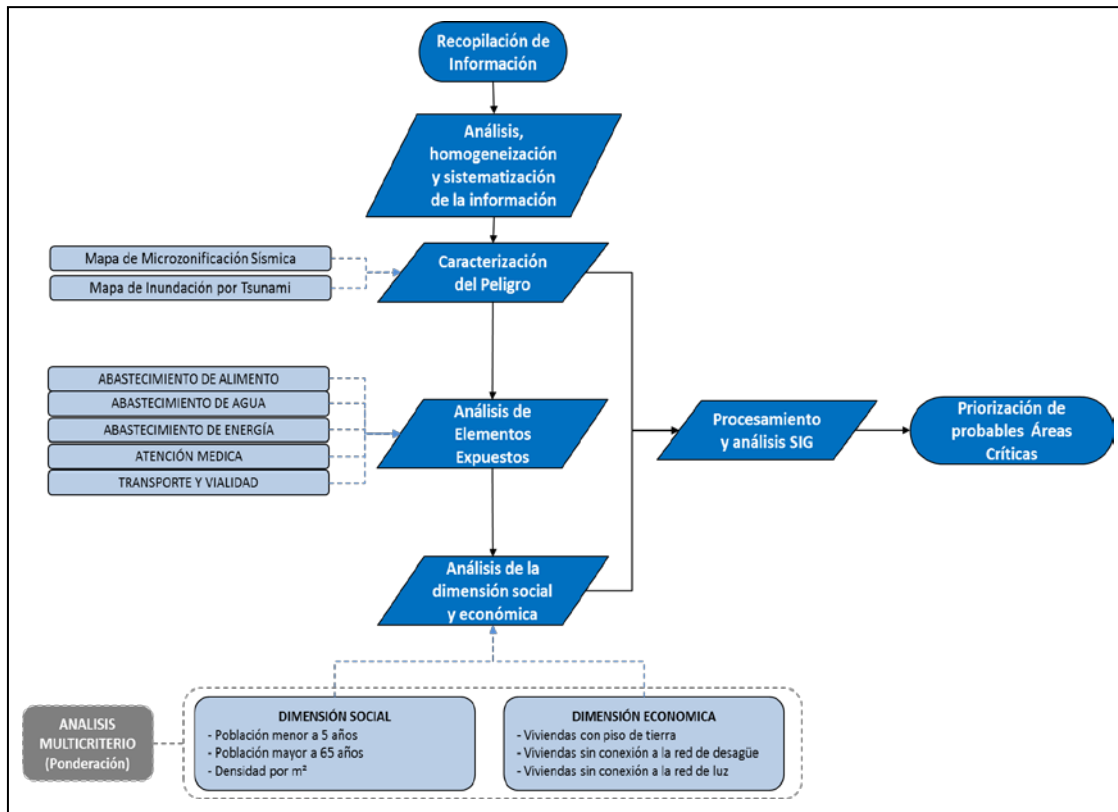 Recopilación de
Información
Análisis,
homogeneización
y sistematización
de la información
Mapa de Microzonificación Sísmica
Mapa de Inundación por Tsunami
Caracterización
del Peligro
ABASTECIMIENTO DE ALIMENTO
ABASTECIMIENTO DE AGUA
ABASTECIMIENTO DE ENERGÍA
ATENCIÓN MEDICA
TRANSPORTE Y VIALIDAD
Análisis de
Elementos
Expuestos
Procesamiento
y análisis SIG
Priorización de
probables Áreas
Críticas
Análisis de la
dimensión social
y económica
ANALISIS
MULTICRITERIO
(Ponderación)
DIMENSIÓN SOCIAL
- Población menor a 5 años
- Población mayor a 65 años
- Densidad por m²
DIMENSIÓN ECONOMICA
- Viviendas con piso de tierra
- Viviendas sin conexión a la red de desagüe
- Viviendas sin conexión a la red de luz